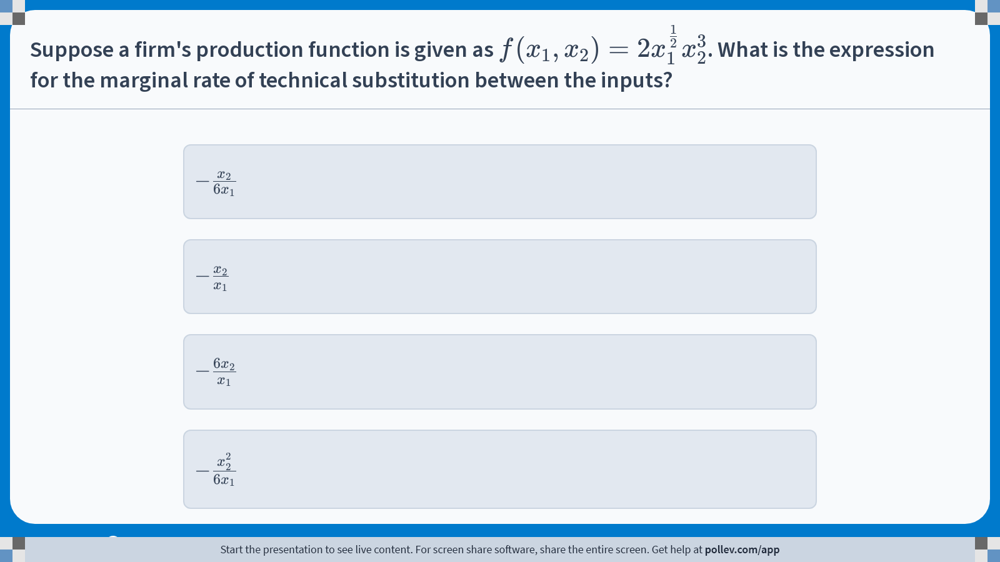 Suppose a firm's production function is given as $f(x_1, x_2) = 2x_1^{\frac{1}{2}} x_2^3$. What is the expression
for the marginal rate of technical substitution between the inputs?
$-\frac{x_2}{6x_1}$
$-\frac{x_2}{x_1}$
$-\frac{6x_2}{x_1}$
$-\frac{x_2^2}{6x_1}$
Start the presentation to see live content. For screen share software, share the entire screen. Get help at pollev.com/app